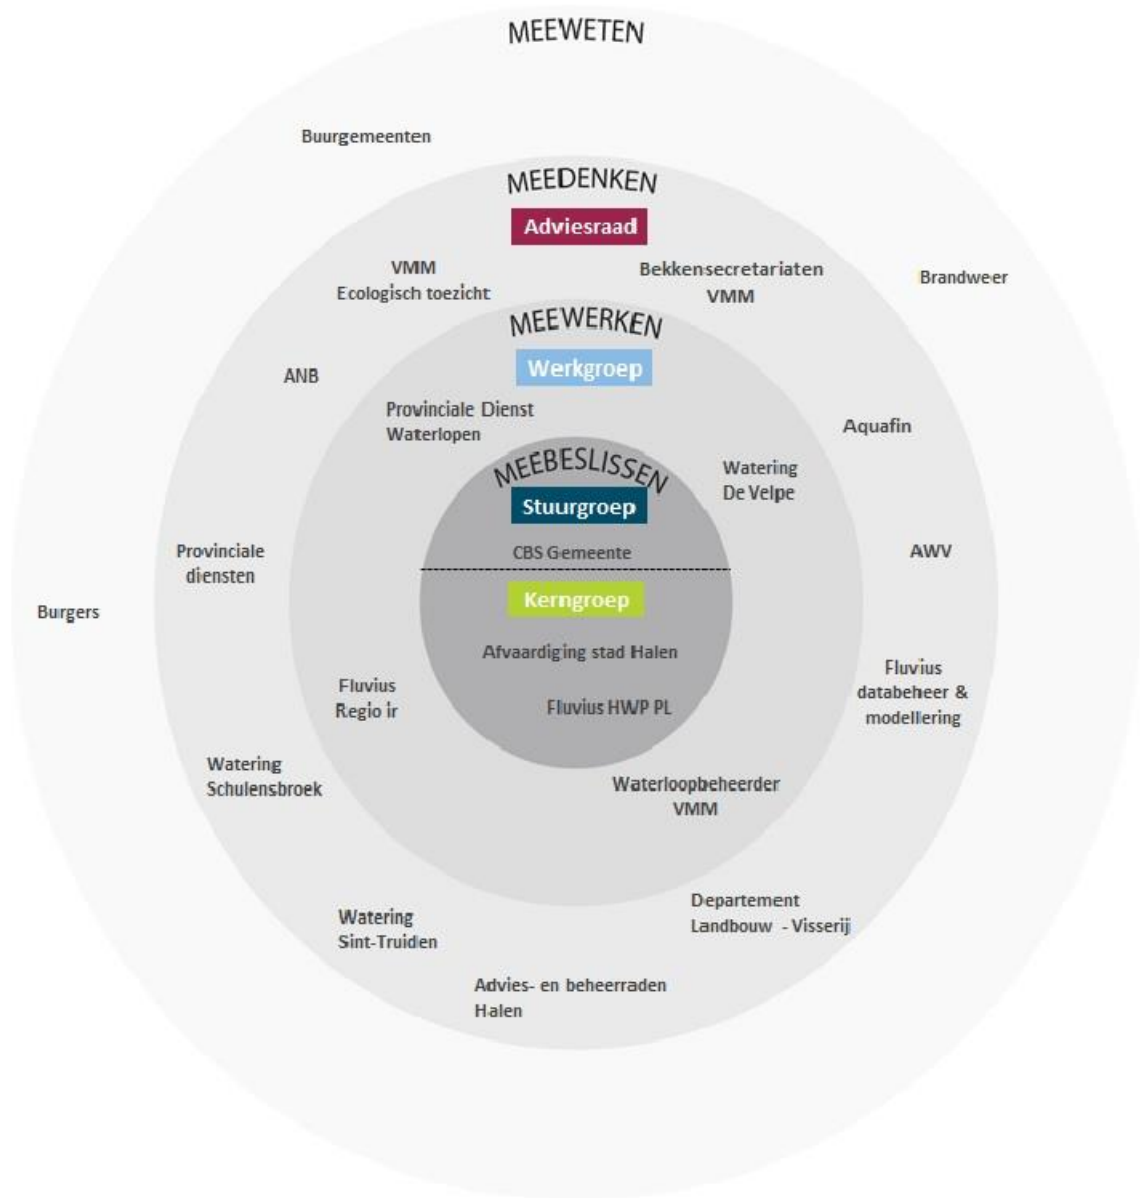 MEEWETEN
Buurgemeenten
MEEDENKEN
Adviesraad
VMM
Ecologisch toezicht
Bekkensecretariaten
VMM
Brandweer
MEEWERKEN
Werkgroep
ANB
Provinciale Dienst
Waterlopen
Aquafin
MEEBESLISSEN
Stuurgroep
Watering
De Velpe
CBS Gemeente
Provinciale
diensten
AWV
Kerngroep
Burgers
Afvaardiging stad Halen
Fluvius
Regio ir
Fluvius HWP PL
Fluvius
databeheer &
modellering
Watering
Schulensbroek
Waterloopbeheerder
VMM
Watering
Sint-Truiden
Departement
Landbouw - Visserij
Advies- en beheerraden
Halen